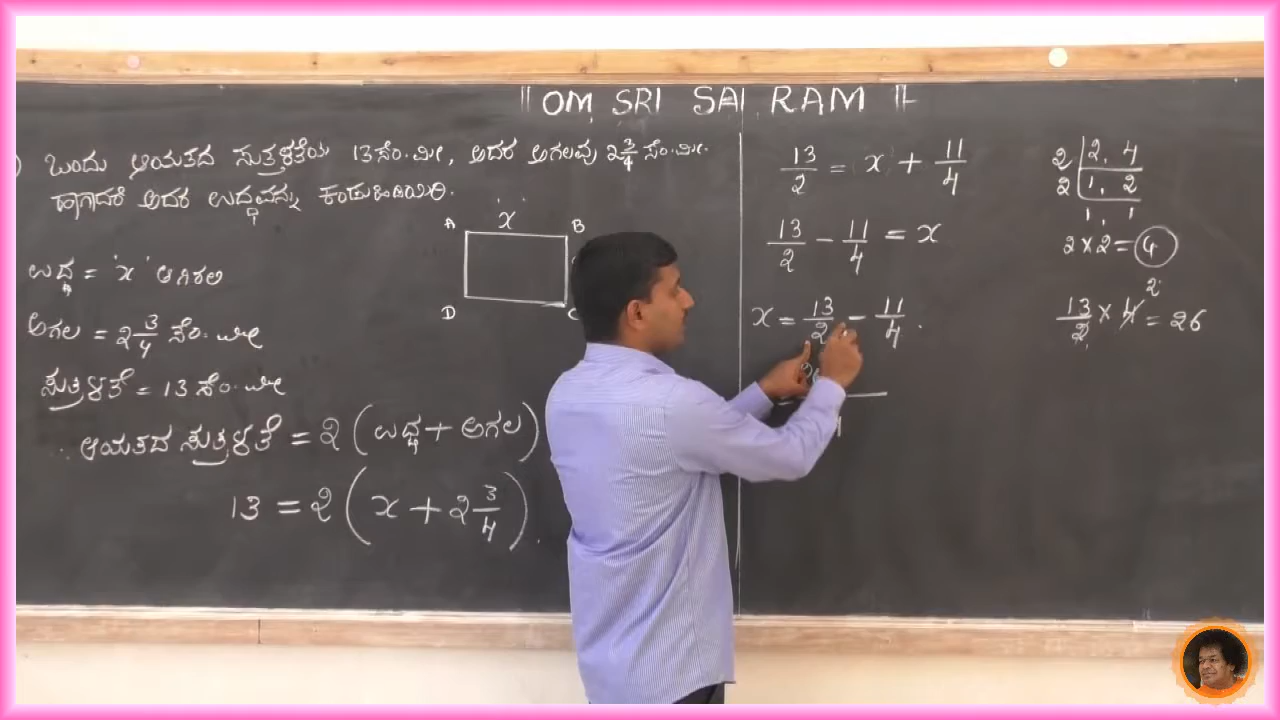 || OM SRI SAI RAM ||
) ಒಂದು ಆಯತದ ಸುತ್ತಳತೆಯು 13 ಸೆಂ.ಮೀ, ಅದರ ಅಗಲವು 2 3/4 ಸೆಂ.ಮೀ.
ಹಾಗಾದರೆ ಅದರ ಉದ್ದವನ್ನು ಕಂಡುಹಿಡಿಯಿರಿ.
'x'
A B
D C
ಉದ್ದ = 'x' ಆಗಿರಲಿ
ಅಗಲ = 2 3/4 ಸೆಂ.ಮೀ
ಸುತ್ತಳತೆ = 13 ಸೆಂ.ಮೀ
∴ ಆಯತದ ಸುತ್ತಳತೆ = 2 (ಉದ್ದ + ಅಗಲ)
13 = 2 (x + 2 3/4).
13/2 = x + 11/4
13/2 - 11/4 = x
x = 13/2 - 11/4.
=
2 | 2, 4
2 | 1, 2
1, 1
2 × 2 = 4
13/2 × 4 2 = 26